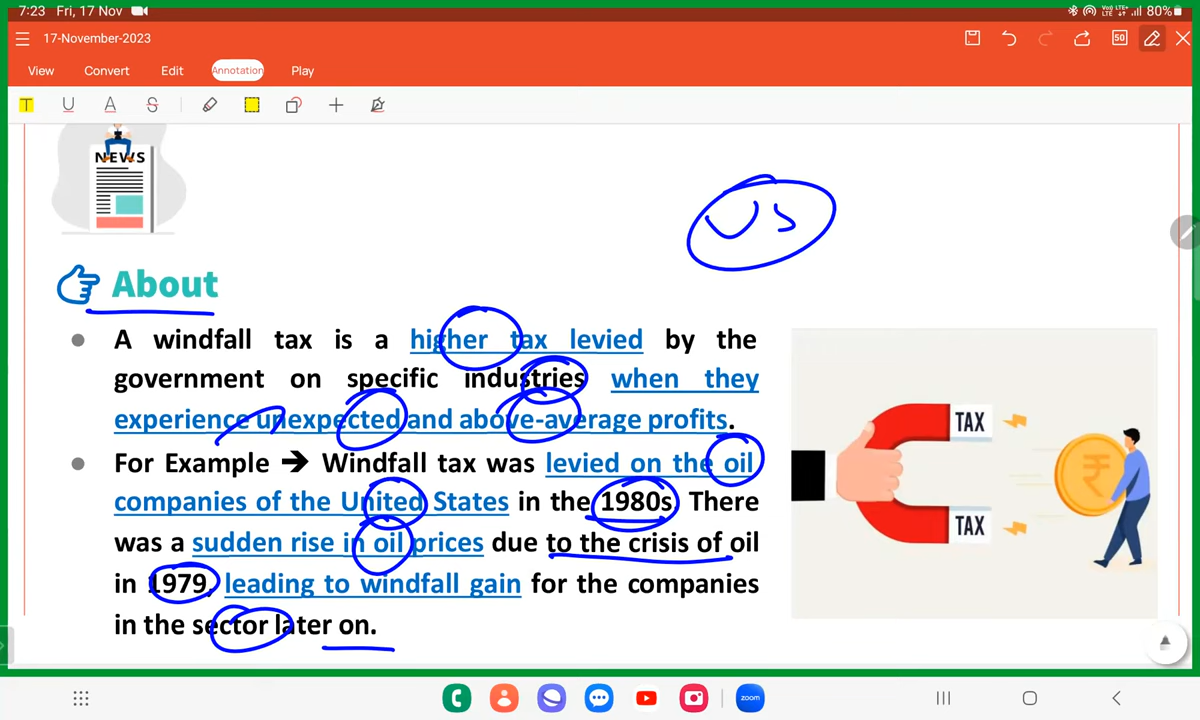 7:23 Fri, 17 Nov
Vo) LTE LTE+ 80%
17-November-2023
50
View Convert Edit Annotation Play
T U A S
NEWS
US
About
A windfall tax is a higher tax levied by the
government on specific industries when they
experience unexpected and above-average profits.
For Example → Windfall tax was levied on the oil
companies of the United States in the 1980s There
was a sudden rise in oil prices due to the crisis of oil
in 1979, leading to windfall gain for the companies
in the sector later on.
TAX
₹
TAX
zoom